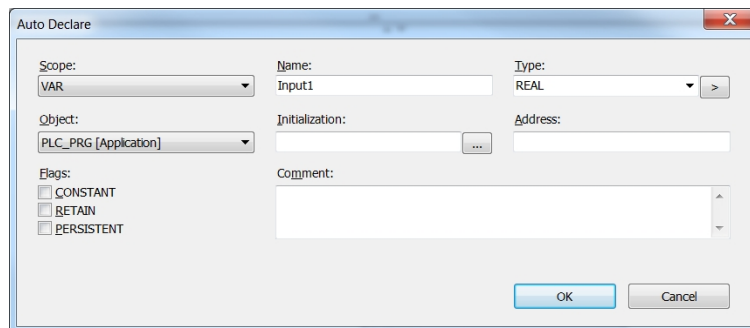 Auto Declare
Scope: Name: Type:
VAR Input1 REAL >
Object: Initialization: Address:
PLC_PRG [Application] ...
Flags: Comment:
CONSTANT
RETAIN
PERSISTENT
OK Cancel